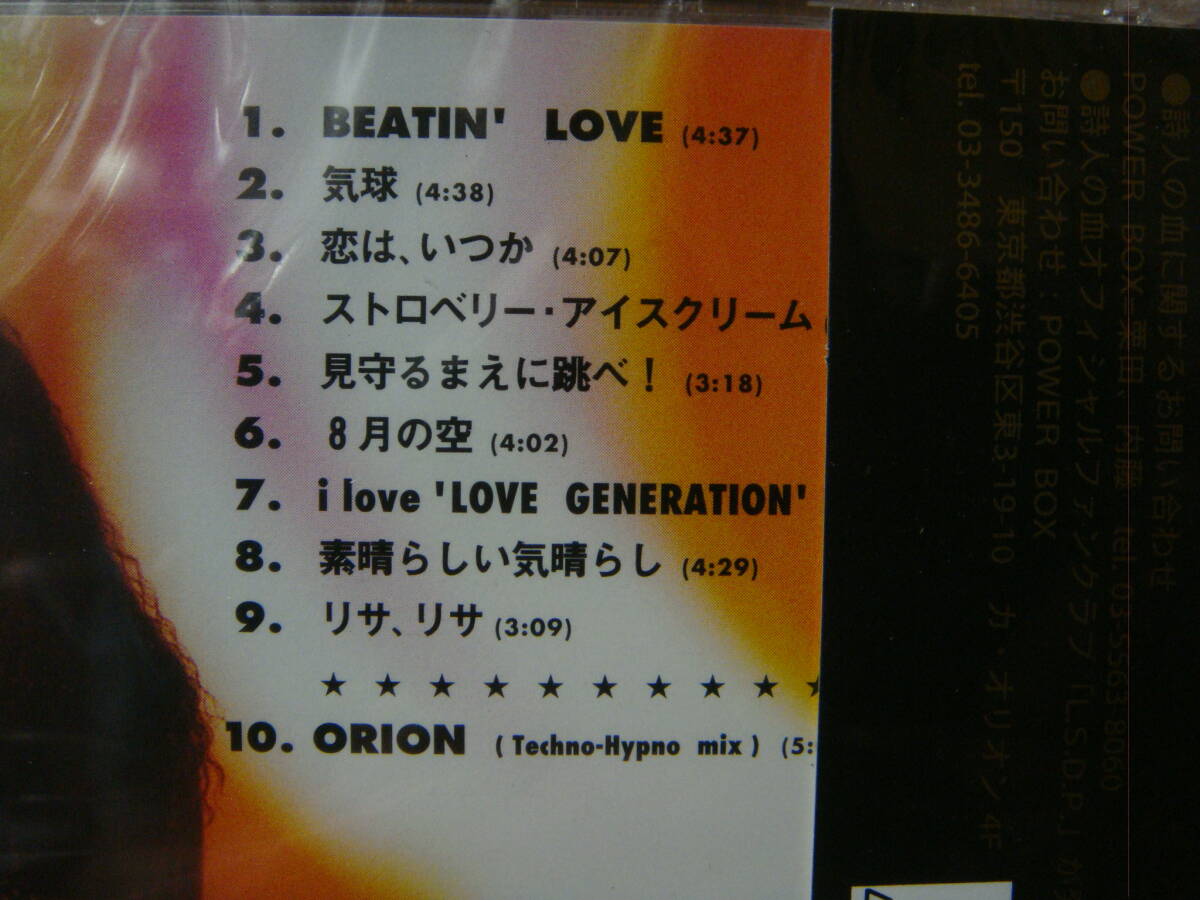 1. BEATIN' LOVE (4:37)
2. 気球 (4:38)
3. 恋は、いつか (4:07)
4. ストロベリー・アイスクリーム (
5. 見守るまえに跳べ! (3:18)
6. 8月の空 (4:02)
7. i love 'LOVE GENERATION'
8. 素晴らしい気晴らし (4:29)
9. リサ、リサ (3:09)
★ ★ ★ ★ ★ ★ ★ ★ ★ ★
10. ORION ( Techno-Hypno mix ) (5:
●詩人の血に関するお問い合わせ
POWER BOX 栗田、内藤 tel. 03-5563-8060
●詩人の血オフィシャルファンクラブ「L.S.D.P.」
お問い合わせ:POWER BOX
〒150 東京都渋谷区東3-19-10 カ・オリオン4F
tel. 03-3486-6405